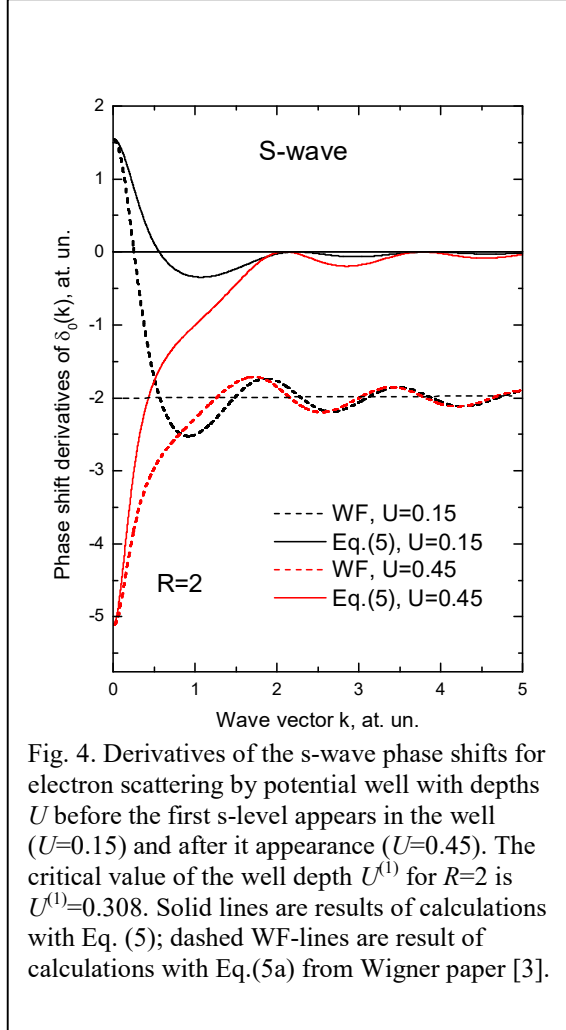 2
1
0
-1
-2
-3
-4
-5
Phase shift derivatives of δ₀(k), at. un.
S-wave
WF, U=0.15
Eq.(5), U=0.15
WF, U=0.45
Eq.(5), U=0.45
R=2
0 1 2 3 4 5
Wave vector k, at. un.
Fig. 4. Derivatives of the s-wave phase shifts for
electron scattering by potential well with depths
U before the first s-level appears in the well
(U=0.15) and after it appearance (U=0.45). The
critical value of the well depth U⁽¹⁾ for R=2 is
U⁽¹⁾=0.308. Solid lines are results of calculations
with Eq. (5); dashed WF-lines are result of
calculations with Eq.(5a) from Wigner paper [3].